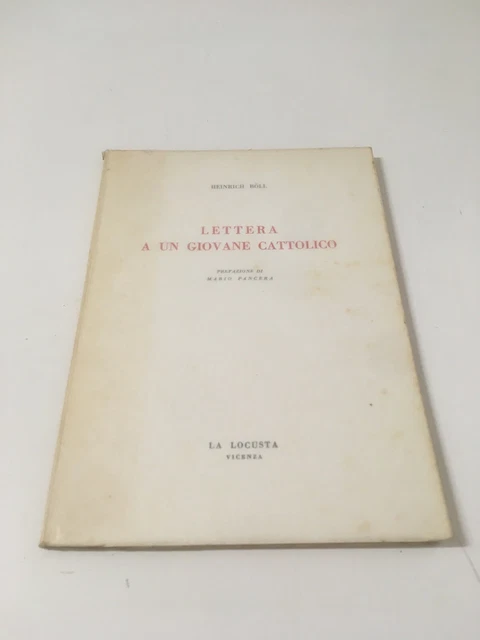 HEINRICH BÖLL
LETTERA
A UN GIOVANE CATTOLICO
PREFAZIONE DI
MARIO PANCERA
LA LOCUSTA
VICENZA